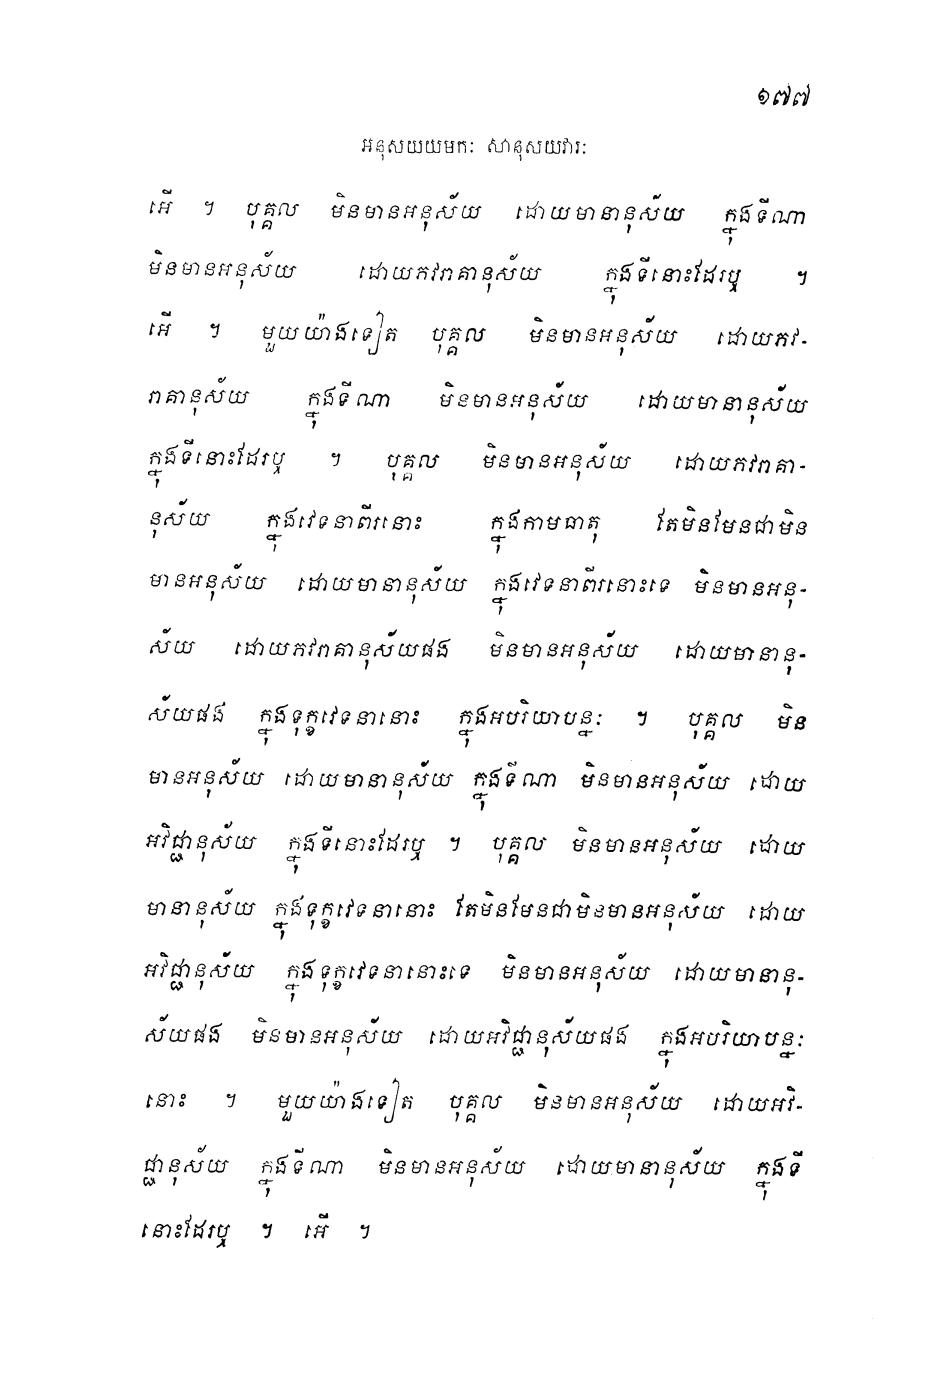 ១៧៧
អនុសយយមកៈ សានុសយវារៈ
អើ ។ បុគ្គល មិនមានអនុស័យ ដោយមានានុស័យ ក្នុងទីណា
មិនមានអនុស័យ ដោយភវរាគានុស័យ ក្នុងទីនោះដែរឬ ។
អើ ។ មួយយ៉ាងទៀត បុគ្គល មិនមានអនុស័យ ដោយភវ-
រាគានុស័យ ក្នុងទីណា មិនមានអនុស័យ ដោយមានានុស័យ
ក្នុងទីនោះដែរឬ ។ បុគ្គល មិនមានអនុស័យ ដោយភវរាគា-
នុស័យ ក្នុងវេទនាពីរនោះ ក្នុងកាមធាតុ តែមិនមែនជាមិន
មានអនុស័យ ដោយមានានុស័យ ក្នុងវេទនាពីរនោះទេ មិនមានអនុ-
ស័យ ដោយភវរាគានុស័យផង មិនមានអនុស័យ ដោយមានានុ-
ស័យផង ក្នុងទុក្ខវេទនានោះ ក្នុងអបរិយាបន្នៈ ។ បុគ្គល មិន
មានអនុស័យ ដោយមានានុស័យ ក្នុងទីណា មិនមានអនុស័យ ដោយ
អវិជ្ជានុស័យ ក្នុងទីនោះដែរឬ ។ បុគ្គល មិនមានអនុស័យ ដោយ
មានានុស័យ ក្នុងទុក្ខវេទនានោះ តែមិនមែនជាមិនមានអនុស័យ ដោយ
អវិជ្ជានុស័យ ក្នុងទុក្ខវេទនានោះទេ មិនមានអនុស័យ ដោយមានានុ-
ស័យផង មិនមានអនុស័យ ដោយអវិជ្ជានុស័យផង ក្នុងអបរិយាបន្នៈ
នោះ ។ មួយយ៉ាងទៀត បុគ្គល មិនមានអនុស័យ ដោយអវិ-
ជ្ជានុស័យ ក្នុងទីណា មិនមានអនុស័យ ដោយមានានុស័យ ក្នុងទី
នោះដែរឬ ។ អើ ។